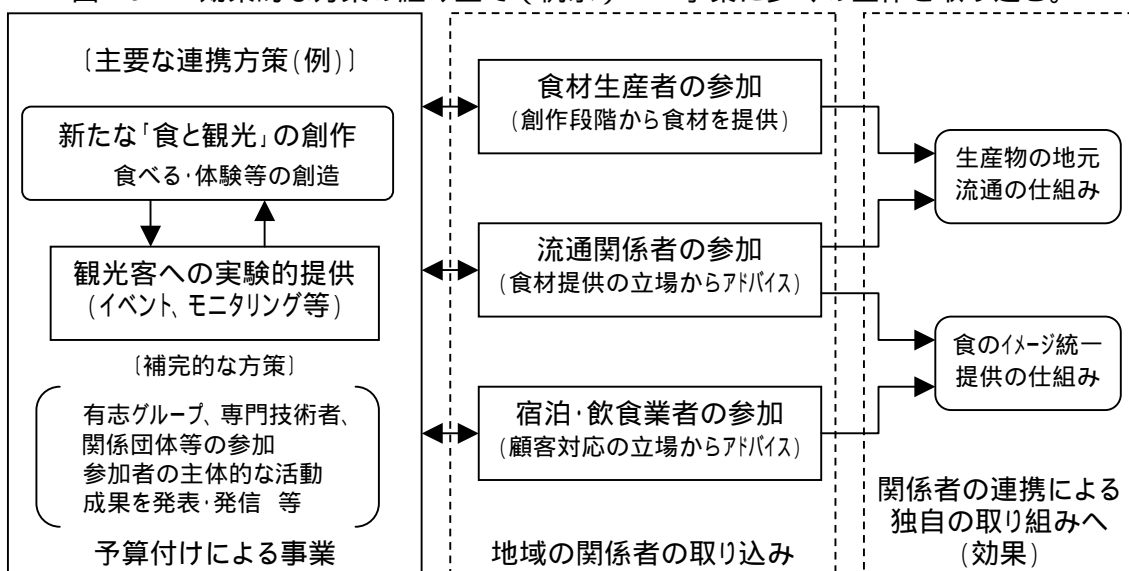 〔主要な連携方策(例)〕
新たな「食と観光」の創作
食べる・体験等の創造
観光客への実験的提供
(イベント、モニタリング等)
〔補完的な方策〕
有志グループ、専門技術者、
関係団体等の参加
参加者の主体的な活動
成果を発表・発信 等
予算付けによる事業
食材生産者の参加
(創作段階から食材を提供)
流通関係者の参加
(食材提供の立場からアドバイス)
宿泊・飲食業者の参加
(顧客対応の立場からアドバイス)
地域の関係者の取り込み
生産物の地元
流通の仕組み
食のイメージ統一
提供の仕組み
関係者の連携による
独自の取り組みへ
(効果)